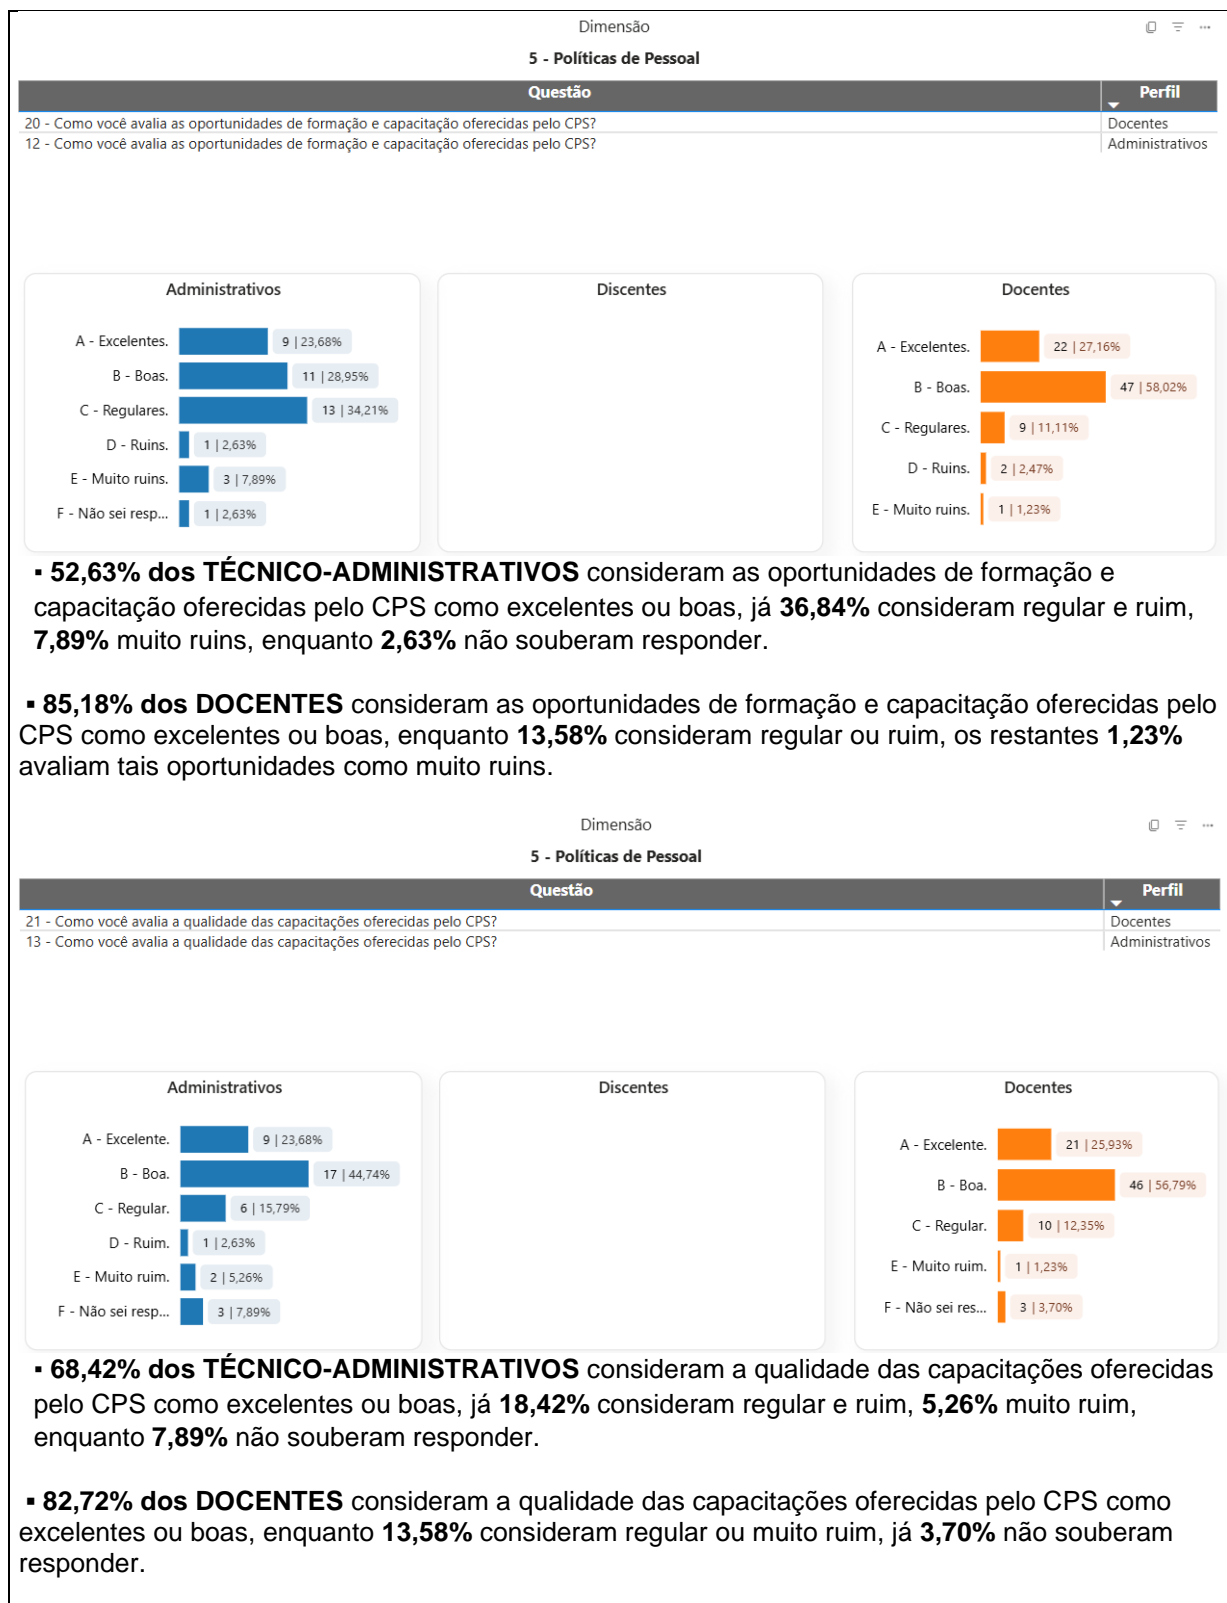 Dimensão
5 - Políticas de Pessoal
Questão Perfil
20 - Como você avalia as oportunidades de formação e capacitação oferecidas pelo CPS? Docentes
12 - Como você avalia as oportunidades de formação e capacitação oferecidas pelo CPS? Administrativos
Administrativos
A - Excelentes. 9 | 23,68%
B - Boas. 11 | 28,95%
C - Regulares. 13 | 34,21%
D - Ruins. 1 | 2,63%
E - Muito ruins. 3 | 7,89%
F - Não sei resp... 1 | 2,63%
Discentes
Docentes
A - Excelentes. 22 | 27,16%
B - Boas. 47 | 58,02%
C - Regulares. 9 | 11,11%
D - Ruins. 2 | 2,47%
E - Muito ruins. 1 | 1,23%
▪ 52,63% dos TÉCNICO-ADMINISTRATIVOS consideram as oportunidades de formação e
capacitação oferecidas pelo CPS como excelentes ou boas, já 36,84% consideram regular e ruim,
7,89% muito ruins, enquanto 2,63% não souberam responder.
▪ 85,18% dos DOCENTES consideram as oportunidades de formação e capacitação oferecidas pelo
CPS como excelentes ou boas, enquanto 13,58% consideram regular ou ruim, os restantes 1,23%
avaliam tais oportunidades como muito ruins.
Dimensão
5 - Políticas de Pessoal
Questão Perfil
21 - Como você avalia a qualidade das capacitações oferecidas pelo CPS? Docentes
13 - Como você avalia a qualidade das capacitações oferecidas pelo CPS? Administrativos
Administrativos
A - Excelente. 9 | 23,68%
B - Boa. 17 | 44,74%
C - Regular. 6 | 15,79%
D - Ruim. 1 | 2,63%
E - Muito ruim. 2 | 5,26%
F - Não sei resp... 3 | 7,89%
Discentes
Docentes
A - Excelente. 21 | 25,93%
B - Boa. 46 | 56,79%
C - Regular. 10 | 12,35%
E - Muito ruim. 1 | 1,23%
F - Não sei res... 3 | 3,70%
▪ 68,42% dos TÉCNICO-ADMINISTRATIVOS consideram a qualidade das capacitações oferecidas
pelo CPS como excelentes ou boas, já 18,42% consideram regular e ruim, 5,26% muito ruim,
enquanto 7,89% não souberam responder.
▪ 82,72% dos DOCENTES consideram a qualidade das capacitações oferecidas pelo CPS como
excelentes ou boas, enquanto 13,58% consideram regular ou muito ruim, já 3,70% não souberam
responder.